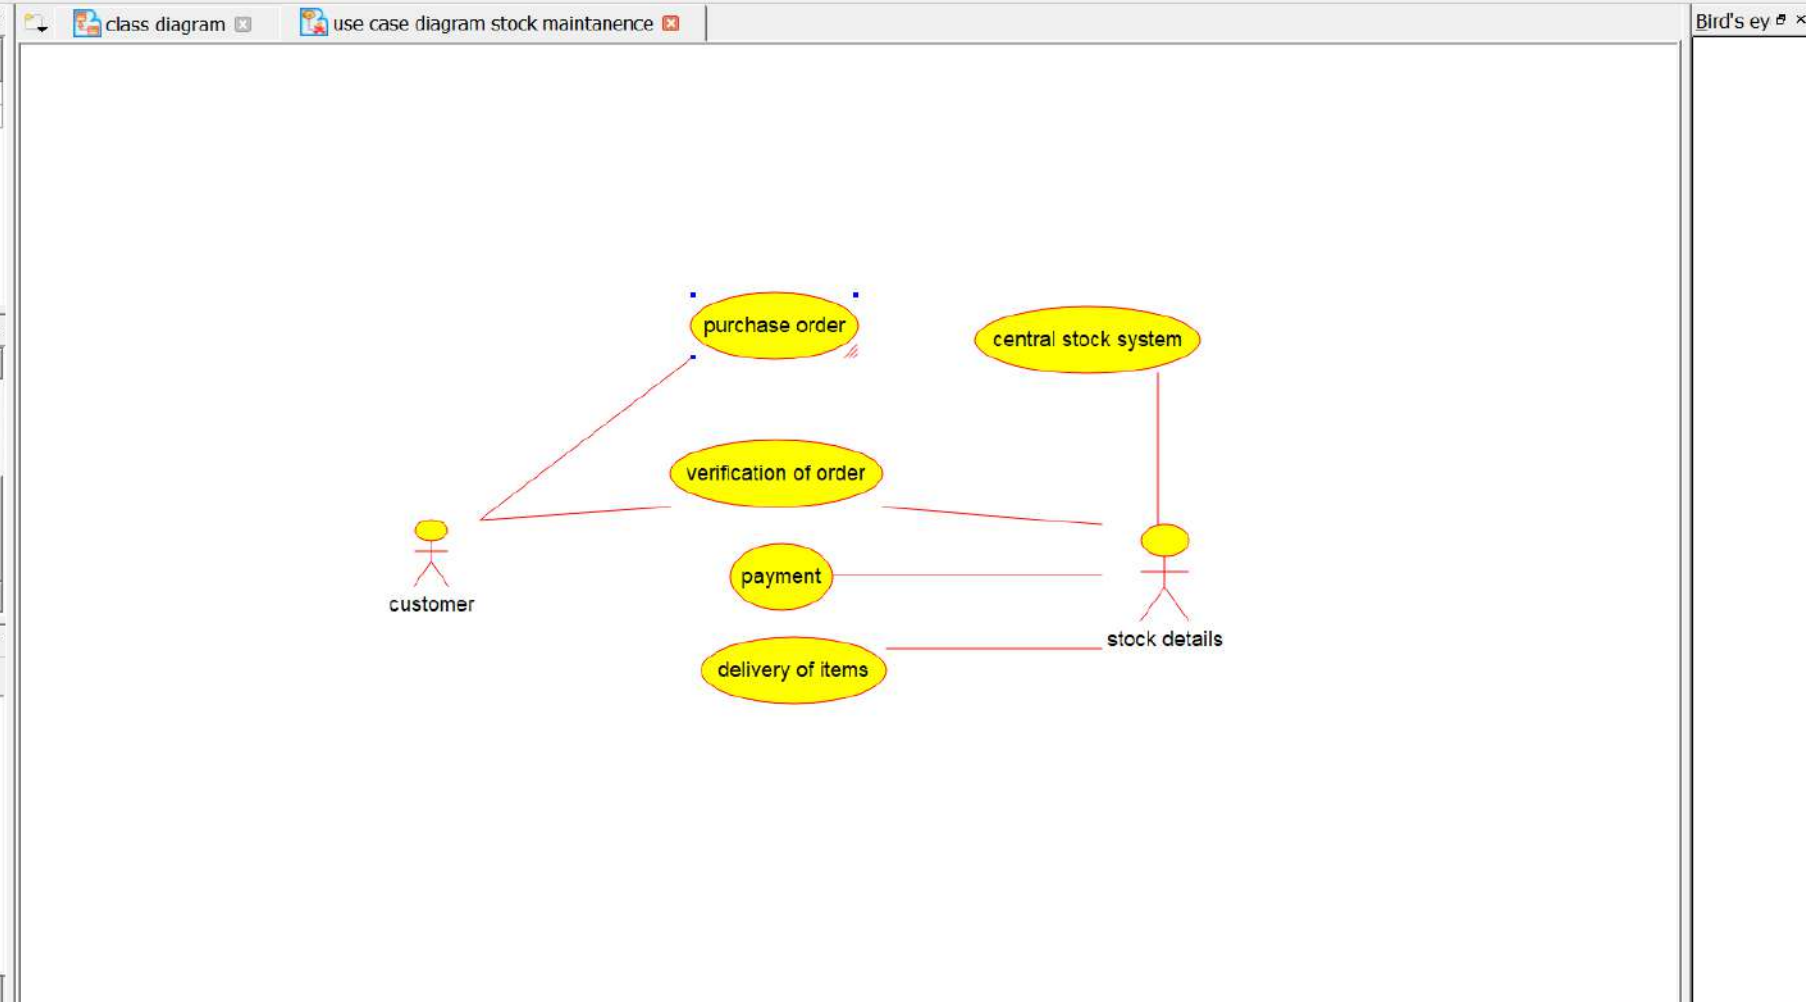 class diagram
use case diagram stock maintanence
Bird's ey
purchase order
central stock system
verification of order
payment
customer
stock details
delivery of items